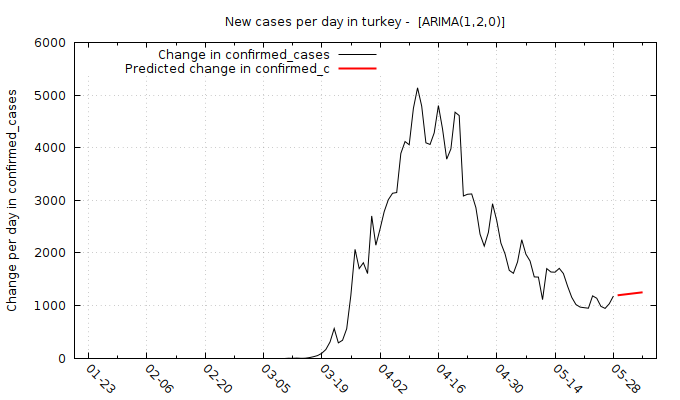 New cases per day in turkey -  [ARIMA(1,2,0)]
Change in confirmed_cases
Predicted change in confirmed_c
Change per day in confirmed_cases
6000
5000
4000
3000
2000
1000
0
01-23 02-06 02-20 03-05 03-19 04-02 04-16 04-30 05-14 05-28